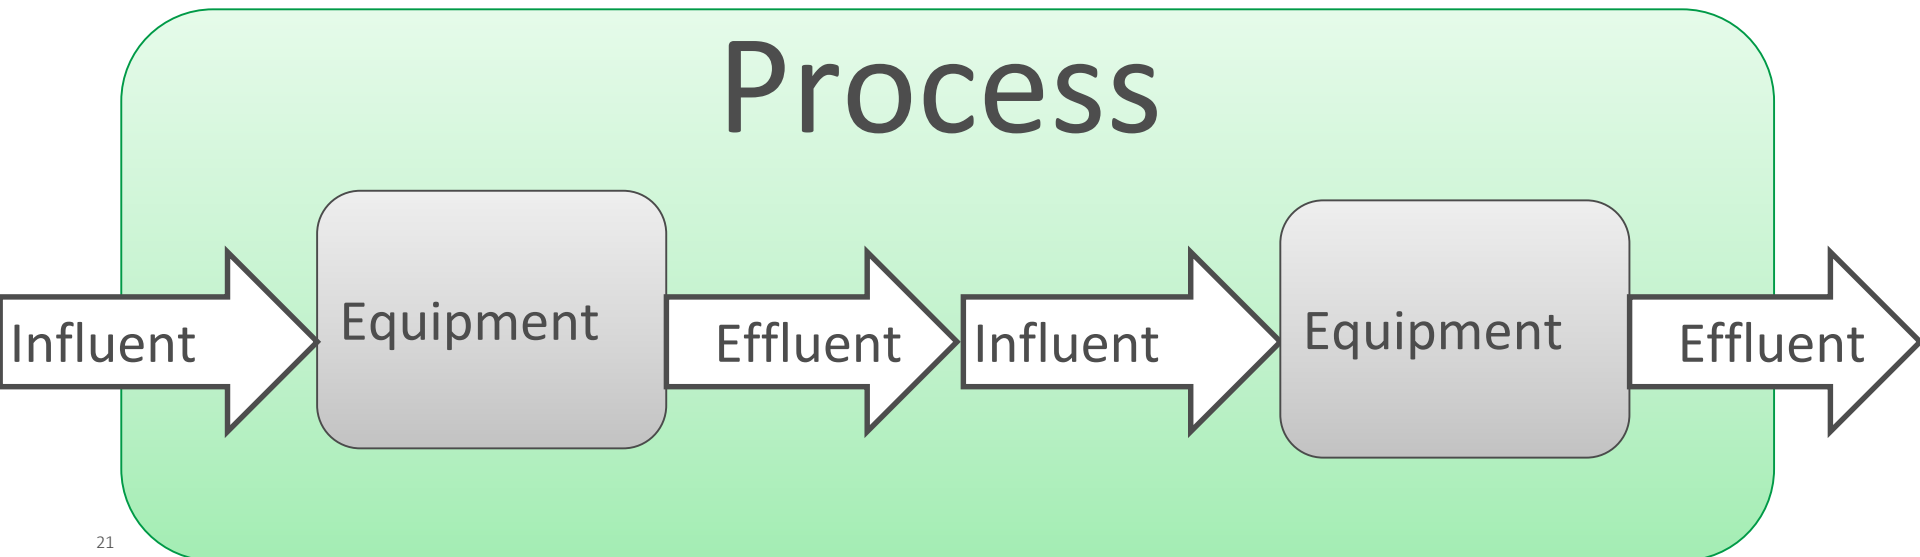 Process
Influent
Equipment
Effluent
Influent
Equipment
Effluent
21